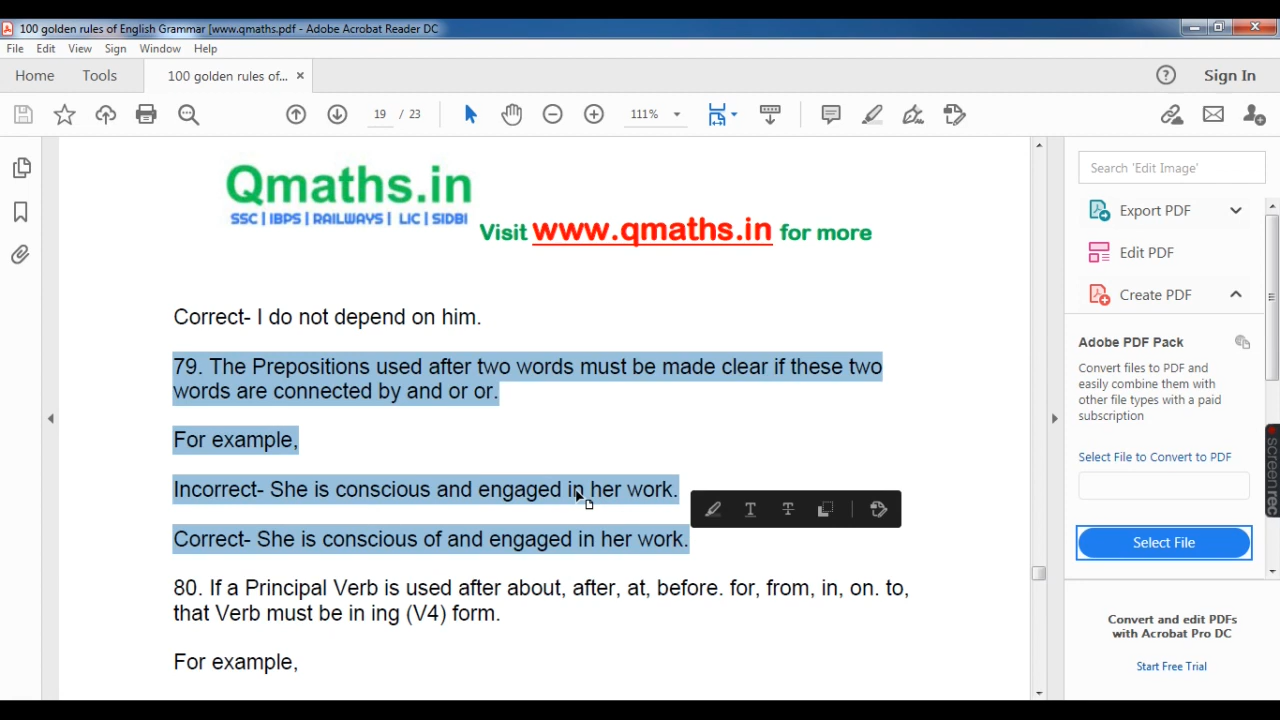 100 golden rules of English Grammar [www.qmaths.pdf - Adobe Acrobat Reader DC
File Edit View Sign Window Help
Home Tools 100 golden rules of... × Sign In
19 / 23 111%
Qmaths.in
SSC | IBPS | RAILWAYS | LIC | SIDBI
Visit www.qmaths.in for more
Correct- I do not depend on him.
79. The Prepositions used after two words must be made clear if these two
words are connected by and or or.
For example,
Incorrect- She is conscious and engaged in her work.
Correct- She is conscious of and engaged in her work.
80. If a Principal Verb is used after about, after, at, before. for, from, in, on. to,
that Verb must be in ing (V4) form.
For example,
Search 'Edit Image'
Export PDF
Edit PDF
Create PDF
Adobe PDF Pack
Convert files to PDF and
easily combine them with
other file types with a paid
subscription
Select File to Convert to PDF
Select File
Convert and edit PDFs
with Acrobat Pro DC
Start Free Trial
screenrec